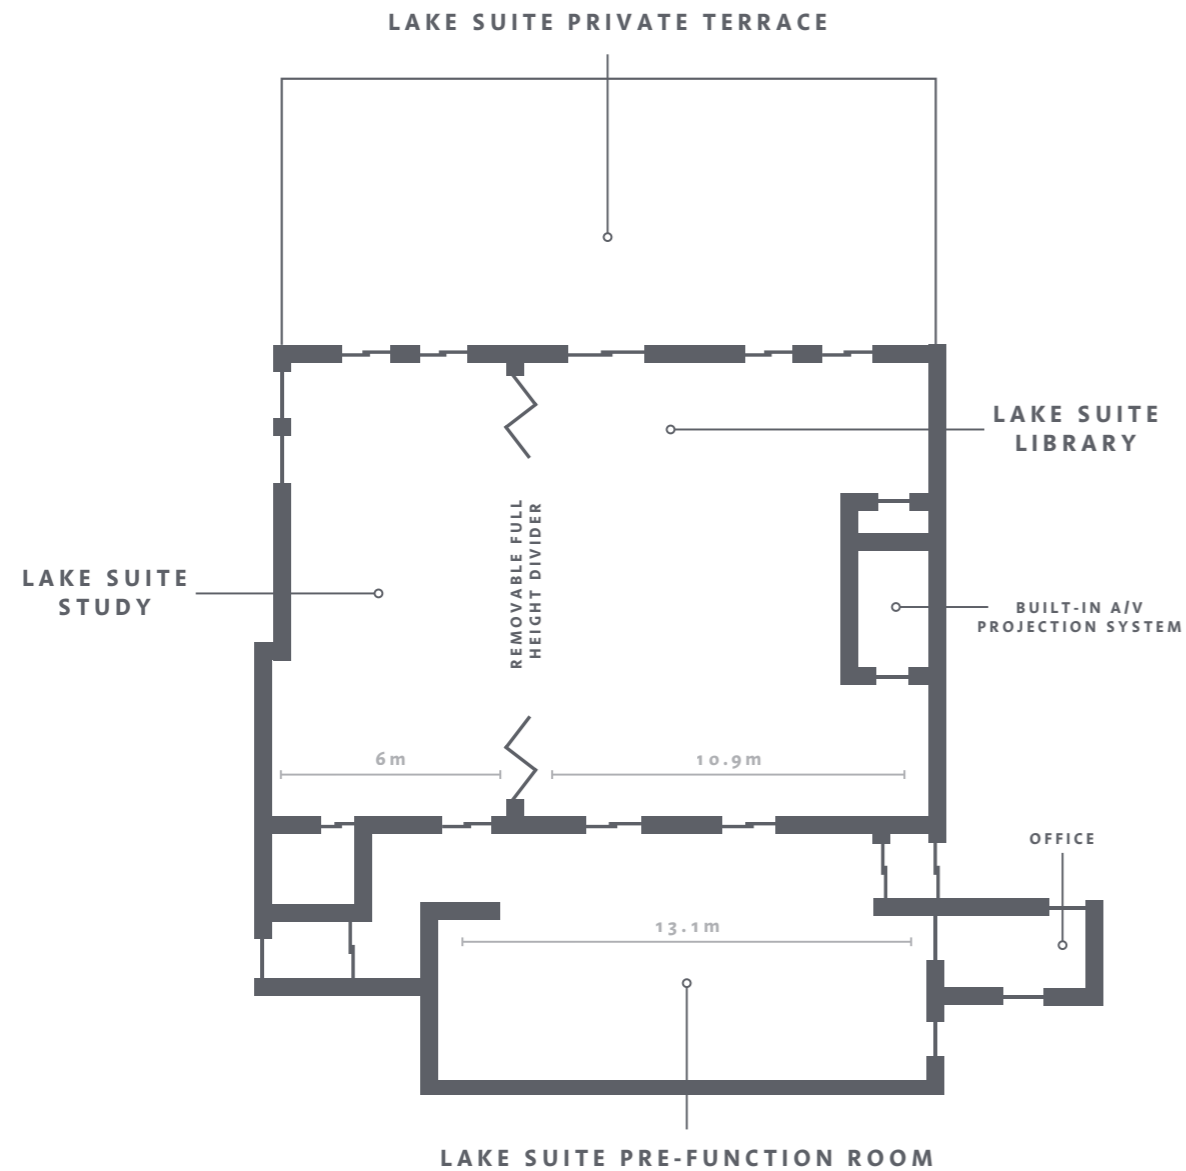 LAKE SUITE PRIVATE TERRACE
LAKE SUITE
LIBRARY
REMOVABLE FULL
HEIGHT DIVIDER
LAKE SUITE
STUDY
BUILT-IN A/V
PROJECTION SYSTEM
6m
10.9m
OFFICE
13.1m
LAKE SUITE PRE-FUNCTION ROOM